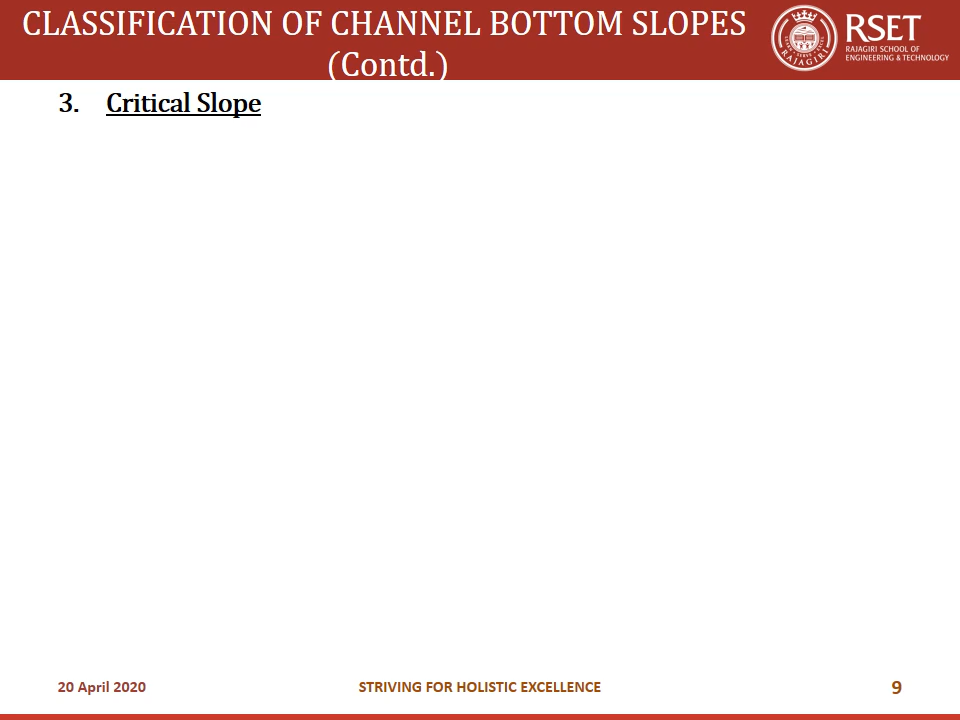 CLASSIFICATION OF CHANNEL BOTTOM SLOPES
(Contd.)
RSET
RAJAGIRI SCHOOL OF
ENGINEERING & TECHNOLOGY
RAJAGIRI
3. Critical Slope
20 April 2020
STRIVING FOR HOLISTIC EXCELLENCE
9